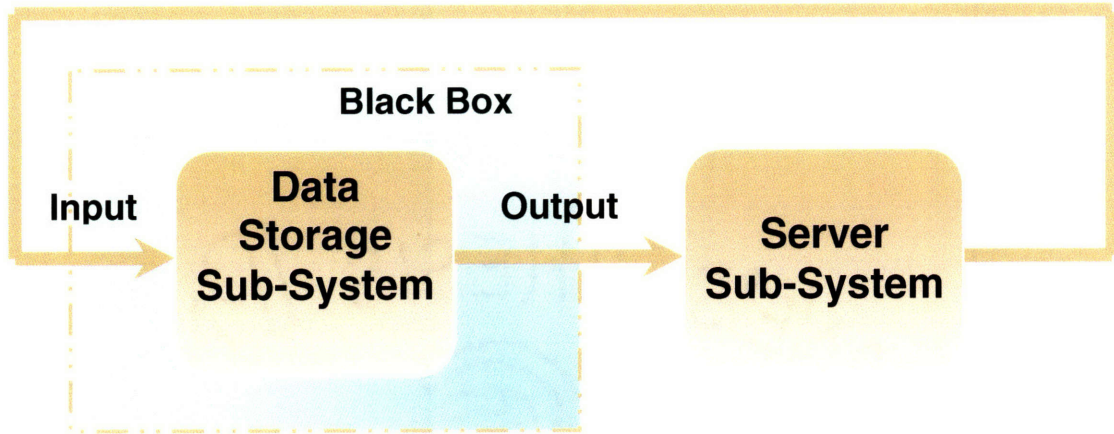 Black Box
Input
Data
Storage
Sub-System
Output
Server
Sub-System